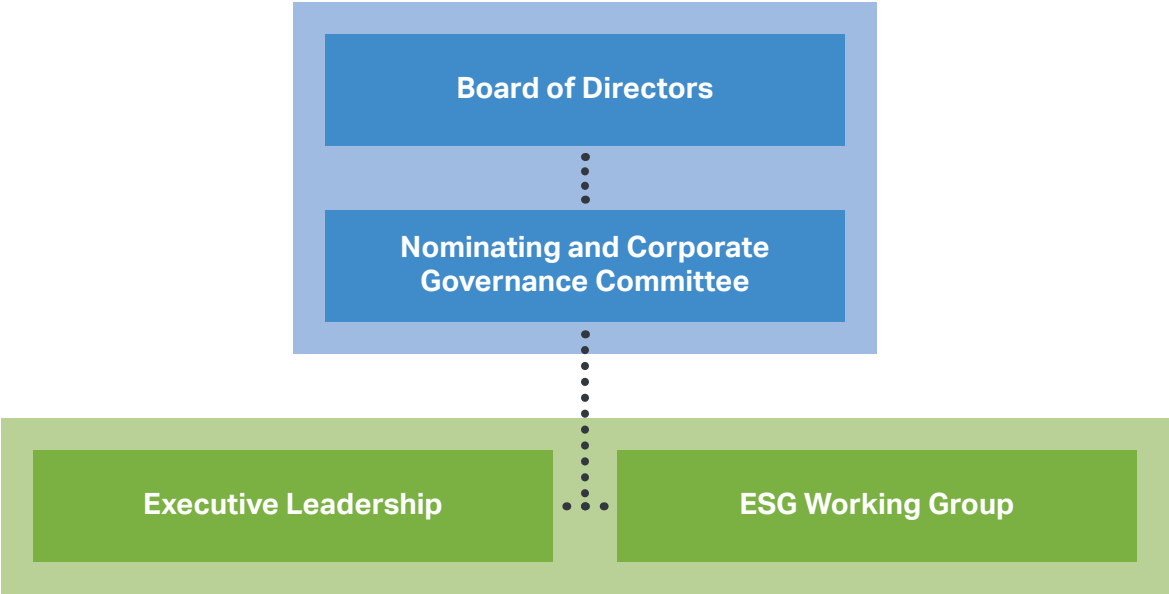 Board of Directors
Nominating and Corporate
Governance Committee
Executive Leadership
ESG Working Group